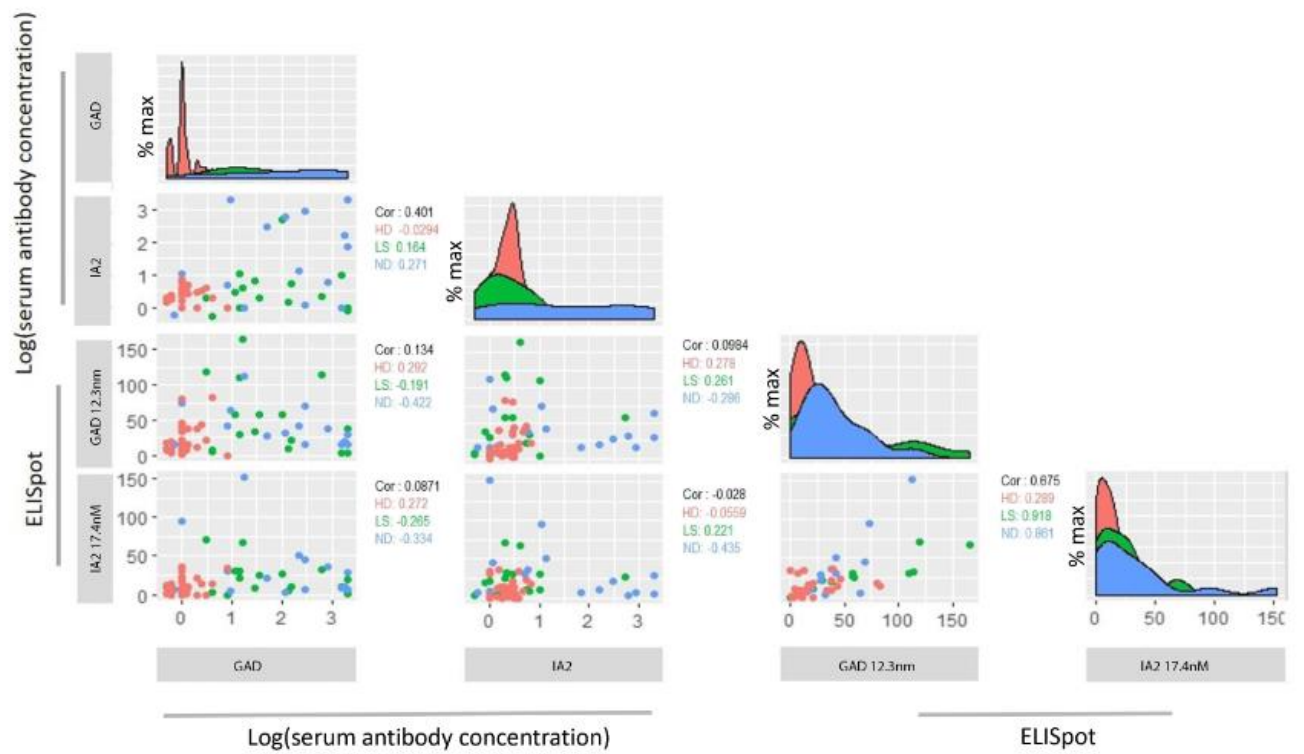 Log(serum antibody concentration)
GAD
% max
IA2
3
2
1
0
Cor : 0.401
HD -0.0294
LS: 0.164
ND: 0.271
% max
GAD 12.3nm
150
100
50
0
Cor : 0.134
HD: 0.292
LS: -0.191
ND: -0.422
Cor : 0.0984
HD: 0.278
LS: 0.261
ND: -0.286
% max
ELISpot
IA2 17.4nM
150
100
50
0
Cor : 0.0871
HD: 0.272
LS: -0.265
ND: -0.334
Cor : -0.028
HD: -0.0559
LS: 0.221
ND: -0.435
Cor : 0.675
HD: 0.289
LS: 0.918
ND: 0.861
% max
0 1 2 3
0 1 2 3
0 50 100 150
0 50 100 150
GAD
IA2
GAD 12.3nm
IA2 17.4nM
Log(serum antibody concentration)
ELISpot